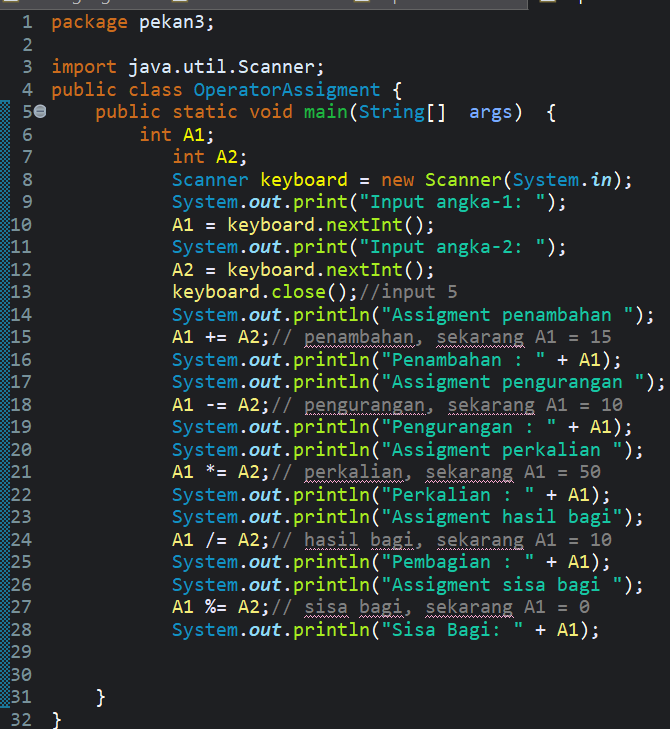 1 package pekan3;
2
3 import java.util.Scanner;
4 public class OperatorAssigment {
5 public static void main(String[] args) {
6 int A1;
7 int A2;
8 Scanner keyboard = new Scanner(System.in);
9 System.out.print("Input angka-1: ");
10 A1 = keyboard.nextInt();
11 System.out.print("Input angka-2: ");
12 A2 = keyboard.nextInt();
13 keyboard.close();//input 5
14 System.out.println("Assigment penambahan ");
15 A1 += A2;// penambahan, sekarang A1 = 15
16 System.out.println("Penambahan : " + A1);
17 System.out.println("Assigment pengurangan ");
18 A1 -= A2;// pengurangan, sekarang A1 = 10
19 System.out.println("Pengurangan : " + A1);
20 System.out.println("Assigment perkalian ");
21 A1 *= A2;// perkalian, sekarang A1 = 50
22 System.out.println("Perkalian : " + A1);
23 System.out.println("Assigment hasil bagi");
24 A1 /= A2;// hasil bagi, sekarang A1 = 10
25 System.out.println("Pembagian : " + A1);
26 System.out.println("Assigment sisa bagi ");
27 A1 %= A2;// sisa bagi, sekarang A1 = 0
28 System.out.println("Sisa Bagi: " + A1);
29
30
31 }
32 }